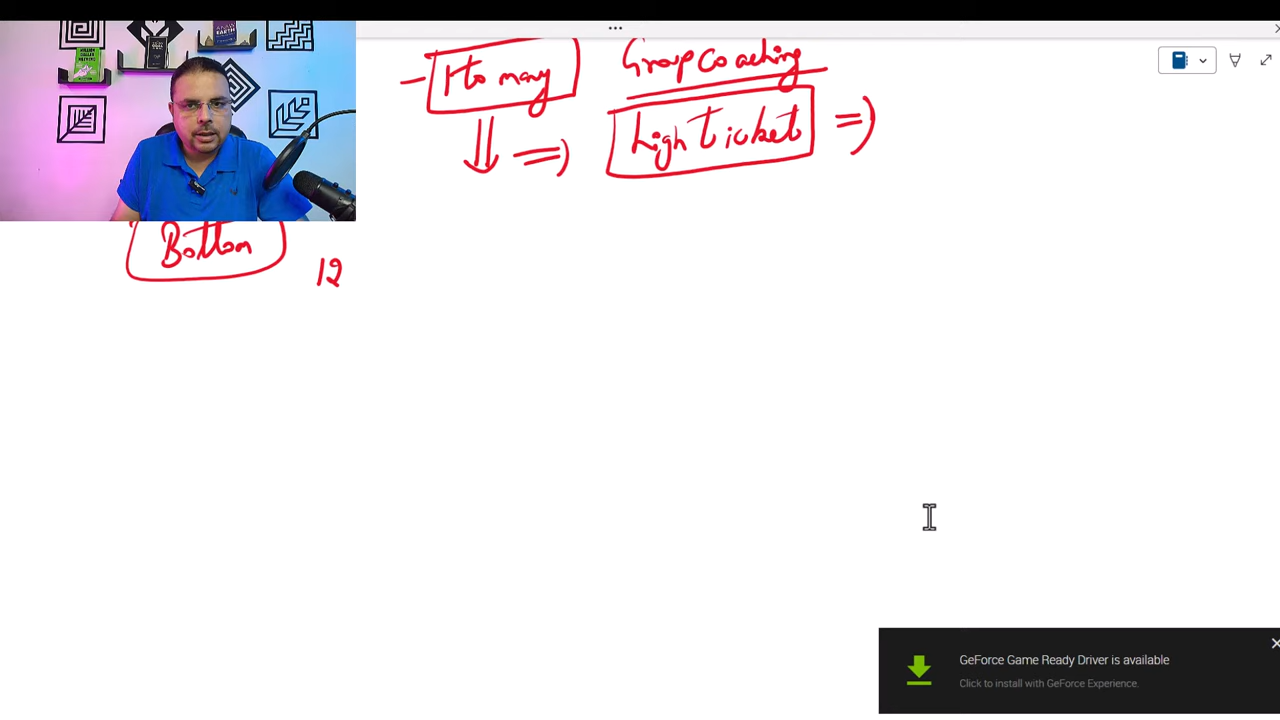 - 1 to many
Group coaching
high Ticket =)
=)
Bottom
12
GeForce Game Ready Driver is available
Click to install with GeForce Experience.